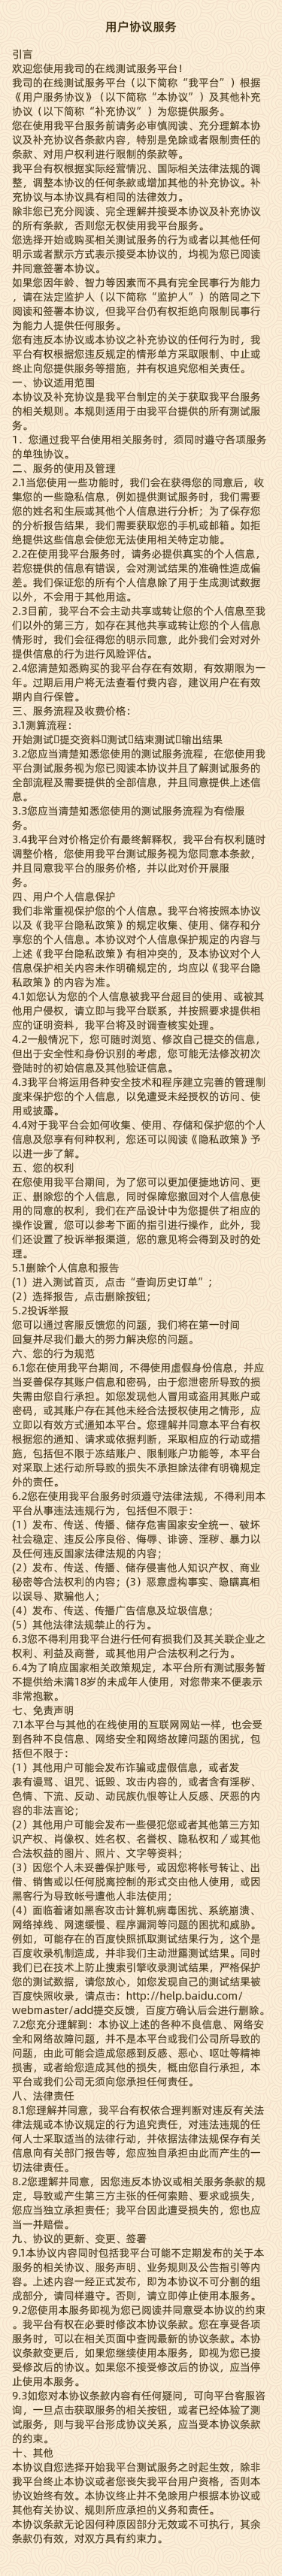 用户协议服务
引言
欢迎您使用我司的在线测试服务平台！
我司的在线测试服务平台（以下简称“我平台”）根据
《用户服务协议》（以下简称“本协议”）及其他补充
协议（以下简称“补充协议”）为您提供服务。
您在使用我平台服务前请务必审慎阅读、充分理解本协
议及补充协议各条款内容，特别是免除或者限制责任的
条款、对用户权利进行限制的条款等。
我平台有权根据实际经营情况、国际相关法律法规的调
整，调整本协议的任何条款或增加其他的补充协议。补
充协议与本协议具有相同的法律效力。
除非您已充分阅读、完全理解并接受本协议及补充协议
的所有条款，否则您无权使用我平台服务。
您选择开始或购买相关测试服务的行为或者以其他任何
明示或者默示方式表示接受本协议的，均视为您已阅读
并同意签署本协议。
如果您因年龄、智力等因素而不具有完全民事行为能力
，请在法定监护人（以下简称“监护人”）的陪同之下
阅读和签署本协议，但我平台仍有权拒绝向限制民事行
为能力人提供任何服务。
您有违反本协议或本协议之补充协议的任何行为时，我
平台有权根据您违反规定的情形单方采取限制、中止或
终止向您提供服务等措施，并有权追究您相关责任。
一、协议适用范围
本协议及补充协议是我平台制定的关于获取我平台服务
的相关规则。本规则适用于由我平台提供的所有测试服
务。
1．您通过我平台使用相关服务时，须同时遵守各项服务
的单独协议。
二、服务的使用及管理
2.1当您使用一些功能时，我们会在获得您的同意后，收
集您的一些隐私信息，例如提供测试服务时，我们需要
您的姓名和生辰或其他个人信息进行分析；为了保存您
的分析报告结果，我们需要获取您的手机或邮箱。如拒
绝提供这些信息会使您无法使用相关特定功能。
2.2在使用我平台服务时，请务必提供真实的个人信息，
若您提供的信息有错误，会对测试结果的准确性造成偏
差。我们保证您的所有个人信息除了用于生成测试数据
以外，不会用于其他用途。
2.3目前，我平台不会主动共享或转让您的个人信息至我
们以外的第三方，如存在其他共享或转让您的个人信息
情形时，我们会征得您的明示同意，此外我们会对对外
提供信息的行为进行风险评估。
2.4您清楚知悉购买的我平台存在有效期，有效期限为一
年。过期后用户将无法查看付费内容，建议用户在有效
期内自行保管。
三、服务流程及收费价格：
3.1测算流程：
开始测试提交资料测试结束测试输出结果
3.2您应当清楚知悉您使用的测试服务流程，在您使用我
平台测试服务视为您已阅读本协议并且了解测试服务的
全部流程及需要提供的全部信息，并且同意提供上述信
息。
3.3您应当清楚知悉您使用的测试服务流程为有偿服
务。
3.4我平台对价格定价有最终解释权，我平台有权利随时
调整价格，您使用我平台测试服务视为您同意本条款，
并且同意我平台的服务价格，并以此对价开展服
务。
四、用户个人信息保护
我们非常重视保护您的个人信息。我平台将按照本协议
以及《我平台隐私政策》的规定收集、使用、储存和分
享您的个人信息。本协议对个人信息保护规定的内容与
上述《我平台隐私政策》有相冲突的，及本协议对个人
信息保护相关内容未作明确规定的，均应以《我平台隐
私政策》的内容为准。
4.1如您认为您的个人信息被我平台超目的使用、或被其
他用户侵权，请立即与我平台联系，并按照要求提供相
应的证明资料，我平台将及时调查核实处理。
4.2一般情况下，您可随时浏览、修改自己提交的信息，
但出于安全性和身份识别的考虑，您可能无法修改初次
登陆时的初始信息及其他验证信息。
4.3我平台将运用各种安全技术和程序建立完善的管理制
度来保护您的个人信息，以免遭受未经授权的访问、使
用或披露。
4.4对于我平台会如何收集、使用、存储和保护您的个人
信息及您享有何种权利，您还可以阅读《隐私政策》予
以进一步了解。
五、您的权利
在您使用我平台期间，为了您可以更加便捷地访问、更
正、删除您的个人信息，同时保障您撤回对个人信息使
用的同意的权利，我们在产品设计中为您提供了相应的
操作设置，您可以参考下面的指引进行操作，此外，我
们还设置了投诉举报渠道，您的意见将会得到及时的处
理。
5.1删除个人信息和报告
(1）进入测试首页，点击“查询历史订单”；
(2）选择报告，点击删除按钮；
5.2投诉举报
您可以通过客服反馈您的问题，我们将在第一时间
回复并尽我们最大的努力解决您的问题。
六、您的行为规范
6.1您在使用我平台期间，不得使用虚假身份信息，并应
当妥善保存其账户信息和密码，由于您泄密所导致的损
失需由您自行承担。如您发现他人冒用或盗用其账户或
密码，或其账户存在其他未经合法授权使用之情形，应
立即以有效方式通知本平台。您理解并同意本平台有权
根据您的通知、请求或依据判断，采取相应的行动或措
施，包括但不限于冻结账户、限制账户功能等，本平台
对采取上述行动所导致的损失不承担除法律有明确规定
外的责任。
6.2您在使用我平台服务时须遵守法律法规，不得利用本
平台从事违法违规行为，包括但不限于：
(1）发布、传送、传播、储存危害国家安全统一、破坏
社会稳定、违反公序良俗、侮辱、诽谤、淫秽、暴力以
及任何违反国家法律法规的内容；
(2）发布、传送、传播、储存侵害他人知识产权、商业
秘密等合法权利的内容；(3）恶意虚构事实、隐瞒真相
以误导、欺骗他人；
(4）发布、传送、传播广告信息及垃圾信息；
(5）其他法律法规禁止的行为。
6.3您不得利用我平台进行任何有损我们及其关联企业之
权利、利益及商誉，或其他用户合法权利之行为。
6.4为了响应国家相关政策规定，本平台所有测试服务暂
不提供给未满18岁的未成年人使用，对您带来不便表示
非常抱歉。
七、免责声明
7.1本平台与其他的在线使用的互联网网站一样，也会受
到各种不良信息、网络安全和网络故障问题的困扰，包
括但不限于：
(1）其他用户可能会发布诈骗或虚假信息，或者发
表有谩骂、诅咒、诋毁、攻击内容的，或者含有淫秽、
色情、下流、反动、动民族仇恨等让人反感、厌恶的内
容的非法言论；
(2）其他用户可能会发布一些侵犯您或者其他第三方知
识产权、肖像权、姓名权、名誉权、隐私权和／或其他
合法权益的图片、照片、文字等资料；
(3）因您个人未妥善保护账号，或因您将帐号转让、出
借、销售或以任何脱离控制的形式交由他人使用，或因
黑客行为导致帐号遭他人非法使用；
(4）面临着诸如黑客攻击计算机病毒困扰、系统崩溃、
网络掉线、网速缓慢、程序漏洞等问题的困扰和威胁。
例如，可能存在的百度快照抓取测试结果行为，这个是
百度收录机制造成，并非我们主动泄露测试结果。同时
我们已在技术上防止搜索引擎收录测试结果，严格保护
您的测试数据，请您放心，如您发现自己的测试结果被
百度快照收录，请点击：http://help.baidu.com/
webmaster/add提交反馈，百度方确认后会进行删除。
7.2您充分理解到：本协议上述的各种不良信息、网络安
全和网络故障问题，并不是本平台或我们公司所导致的
问题，由此可能会造成您感到反感、恶心、呕吐等精神
损害，或者给您造成其他的损失，概由您自行承担，本
平台或我们公司无须向您承担任何责任。
八、法律责任
8.1您理解并同意，我平台有权依合理判断对违反有关法
律法规或本协议规定的行为追究责任，对违法违规的任
何人士采取适当的法律行动，并依据法律法规保存有关
信息向有关部门报告等，您应独自承担由此而产生的一
切法律责任。
8.2您理解并同意，因您违反本协议或相关服务条款的规
定，导致或产生第三方主张的任何索赔、要求或损失，
您应当独立承担责任；我平台因此遭受损失的，您也应
当一并赔偿。
九、协议的更新、变更、签署
9.1本协议内容同时包括我平台可能不定期发布的关于本
服务的相关协议、服务声明、业务规则及公告指引等内
容。上述内容一经正式发布，即为本协议不可分割的组
成部分，请同样遵守。否则，请立即停止使用本服务。
9.2您使用本服务即视为您已阅读并同意受本协议的约束
。我平台有权在必要时修改本协议条款。您在享受各项
服务时，可以在相关页面中查阅最新的协议条款。本协
议条款变更后，如果您继续使用本服务，即视为您已接
受修改后的协议。如果您不接受修改后的协议，应当停
止使用本服务。
9.3如您对本协议条款内容有任何疑问，可向平台客服咨
询，一旦点击获取服务的相关按钮，或者已经体验了测
试服务，则与我平台形成协议关系，应当受本协议条款
的约束。
十、其他
本协议自您选择开始我平台测试服务之时起生效，除非
我平台终止本协议或者您丧失我平台用户资格，否则本
协议始终有效。本协议终止并不免除用户根据本协议或
其他有关协议、规则所应承担的义务和责任。
本协议条款无论因何种原因部分无效或不可执行，其余
条款仍有效，对双方具有约束力。